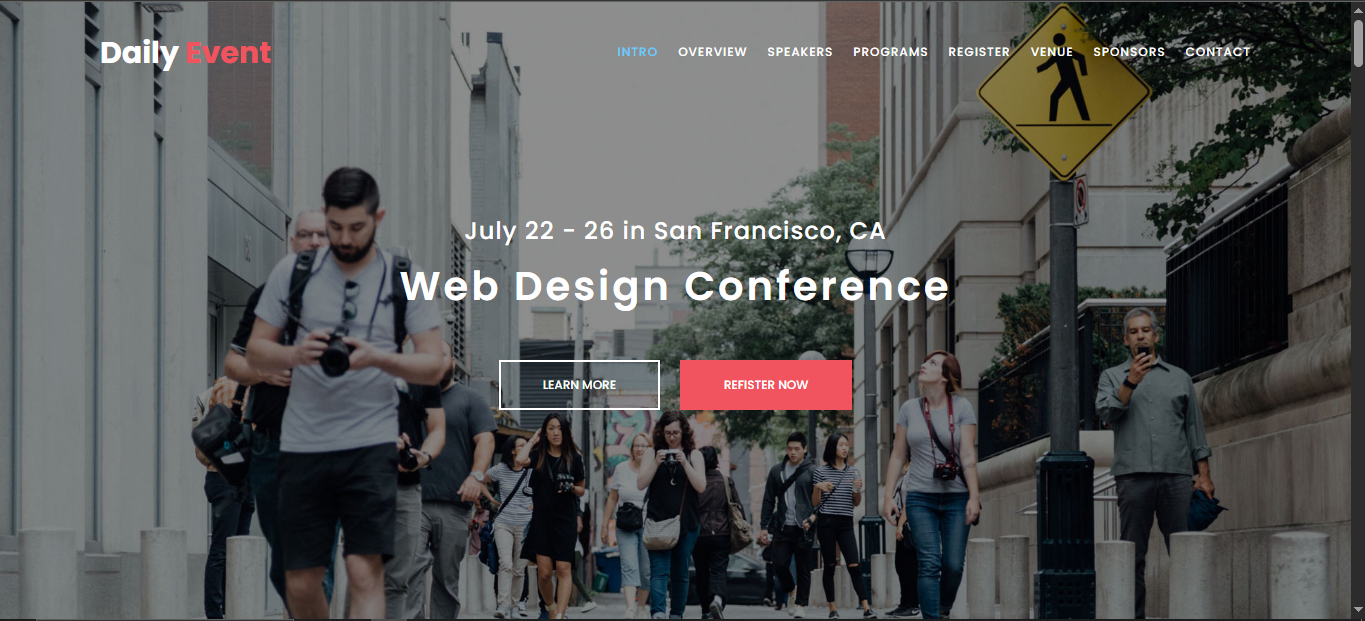 Daily Event
INTRO OVERVIEW SPEAKERS PROGRAMS REGISTER VENUE SPONSORS CONTACT
July 22 - 26 in San Francisco, CA
Web Design Conference
LEARN MORE
REFISTER NOW